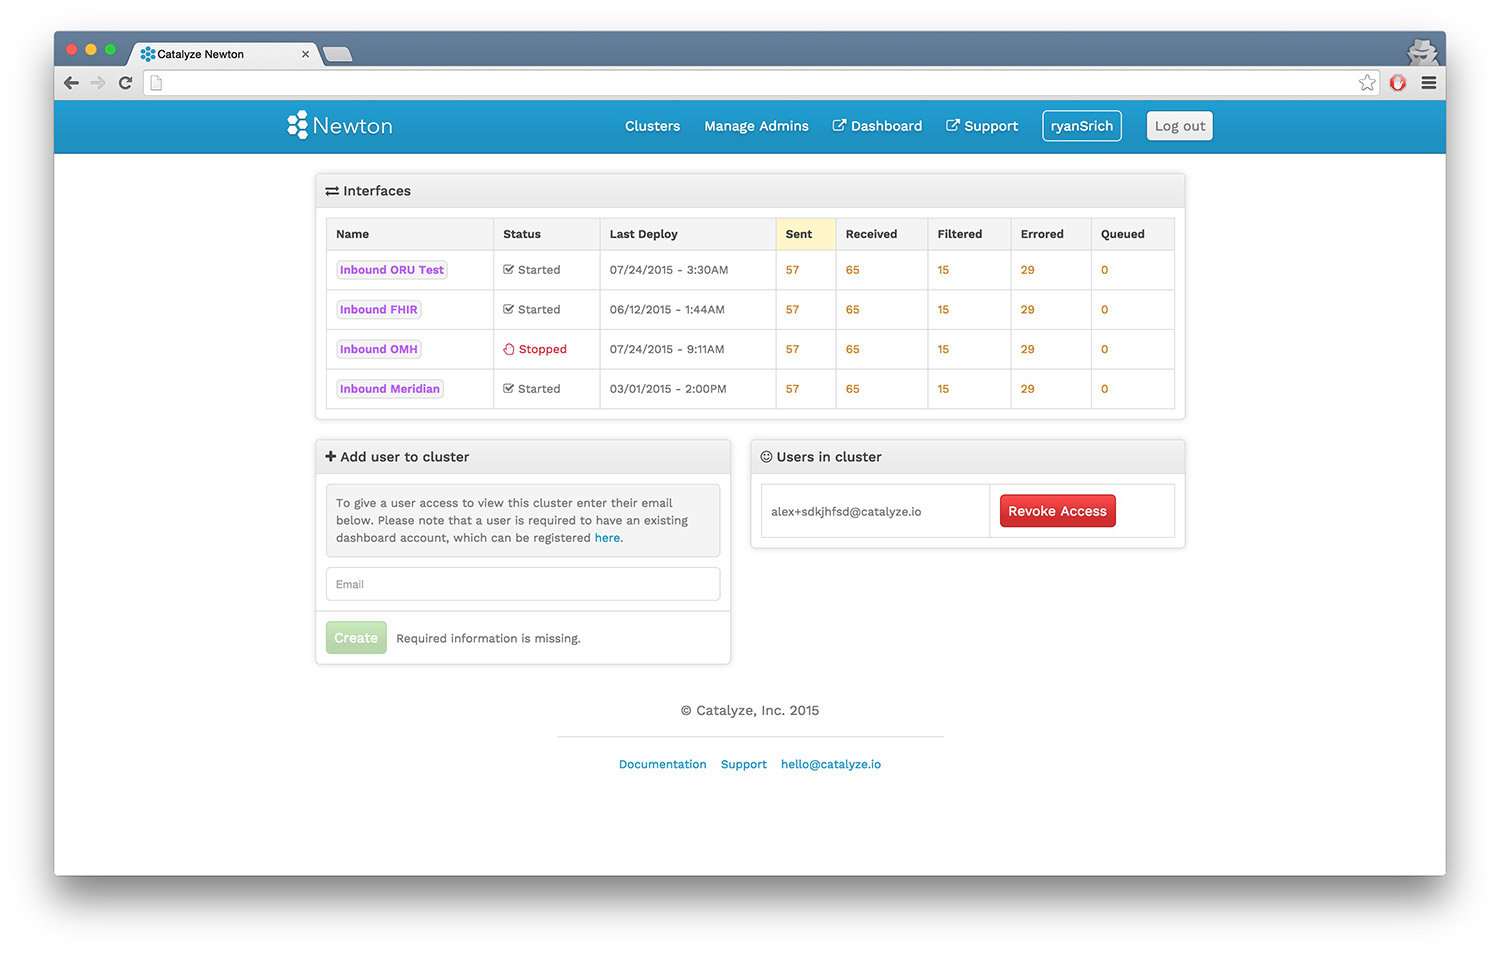 Catalyze Newton
Newton
Clusters Manage Admins Dashboard Support ryanSrich Log out
Interfaces
Name Status Last Deploy Sent Received Filtered Errored Queued
Inbound ORU Test Started 07/24/2015 - 3:30AM 57 65 15 29 0
Inbound FHIR Started 06/12/2015 - 1:44AM 57 65 15 29 0
Inbound OMH Stopped 07/24/2015 - 9:11AM 57 65 15 29 0
Inbound Meridian Started 03/01/2015 - 2:00PM 57 65 15 29 0
Add user to cluster
To give a user access to view this cluster enter their email
below. Please note that a user is required to have an existing
dashboard account, which can be registered here.
Email
Create Required information is missing.
Users in cluster
alex+sdkjhfsd@catalyze.io Revoke Access
© Catalyze, Inc. 2015
Documentation Support hello@catalyze.io